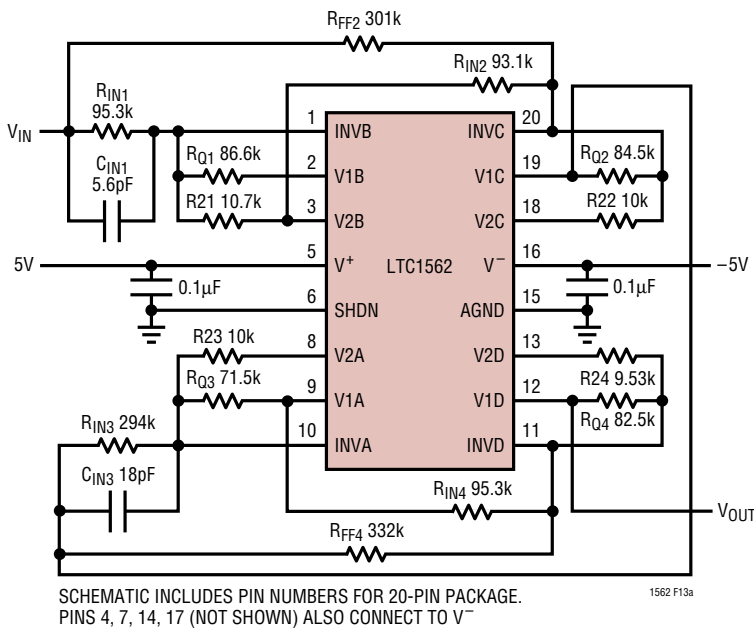 RFF2 301k
RIN2 93.1k
RIN1
95.3k
VIN
CIN1
5.6pF
1
INVB
INVC
20
RQ1 86.6k
2
V1B
V1C
19
RQ2 84.5k
R21 10.7k
3
V2B
V2C
18
R22 10k
5V
5
V+
LTC1562
V−
16
−5V
0.1µF
6
SHDN
AGND
15
0.1µF
R23 10k
8
V2A
V2D
13
RQ3 71.5k
9
V1A
V1D
12
R24 9.53k
RIN3 294k
10
INVA
INVD
11
RQ4 82.5k
CIN3 18pF
RIN4 95.3k
VOUT
RFF4 332k
SCHEMATIC INCLUDES PIN NUMBERS FOR 20-PIN PACKAGE.
PINS 4, 7, 14, 17 (NOT SHOWN) ALSO CONNECT TO V−
1562 F13a